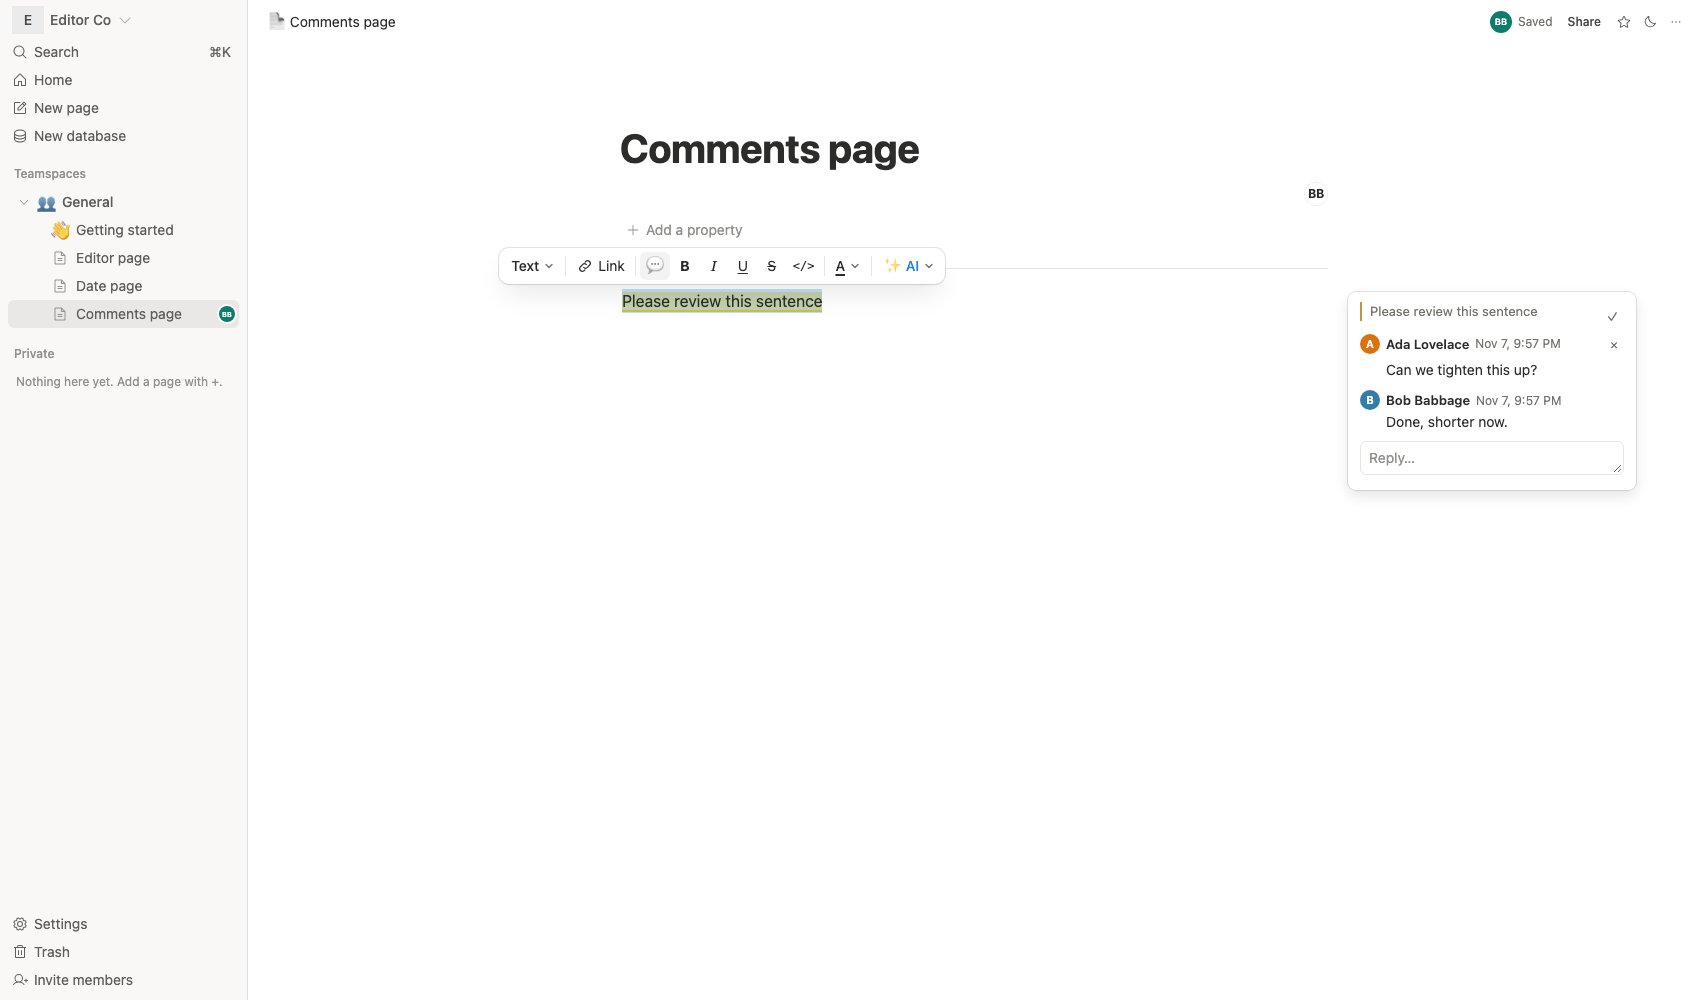 E Editor Co
Search ⌘K
Home
New page
New database
Teamspaces
General
Getting started
Editor page
Date page
Comments page BB
Private
Nothing here yet. Add a page with +.
Settings
Trash
Invite members
Comments page
BB Saved Share
Comments page
BB
Add a property
Text Link B I U S </> A AI
Please review this sentence
Please review this sentence
A Ada Lovelace Nov 7, 9:57 PM
Can we tighten this up?
B Bob Babbage Nov 7, 9:57 PM
Done, shorter now.
Reply...